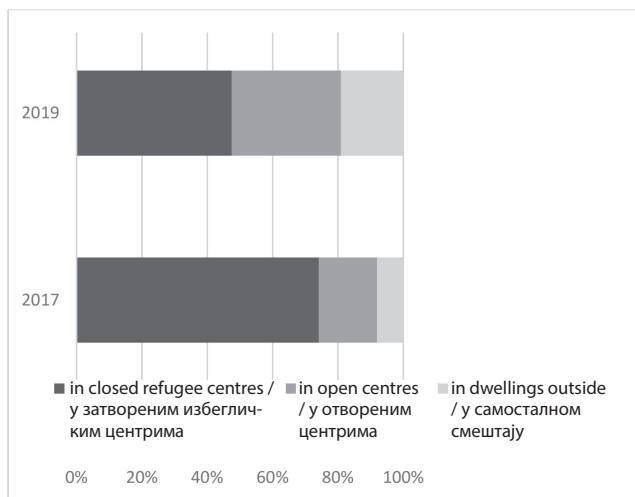 2019
2017
in closed refugee centres /
у затвореним избеглич-
ким центрима
in open centres
/ у отвореним
центрима
in dwellings outside
/ у самосталном
смештају
0% 20% 40% 60% 80% 100%